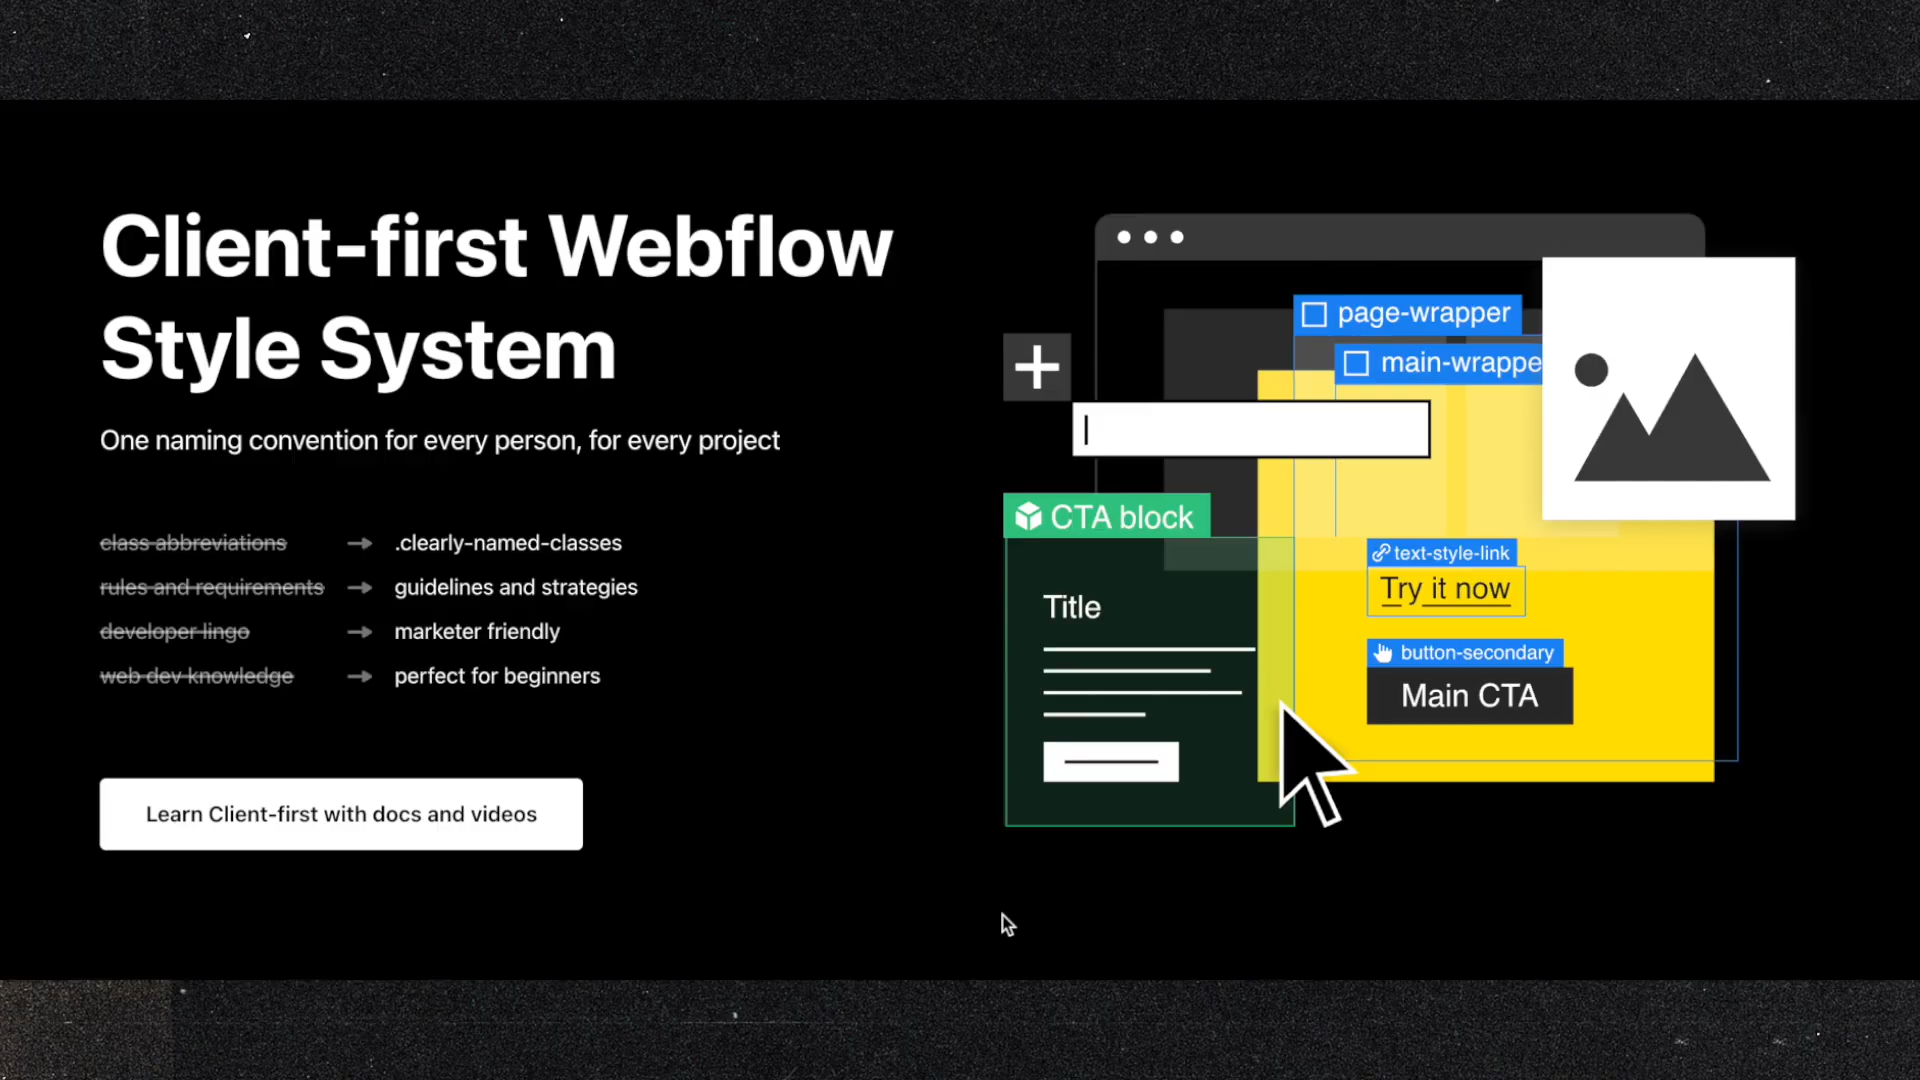 Client-first Webflow
Style System
One naming convention for every person, for every project
class abbreviations → .clearly-named-classes
rules and requirements → guidelines and strategies
developer lingo → marketer friendly
web dev knowledge → perfect for beginners
Learn Client-first with docs and videos
page-wrapper
main-wrappe
CTA block
Title
text-style-link
Try it now
button-secondary
Main CTA